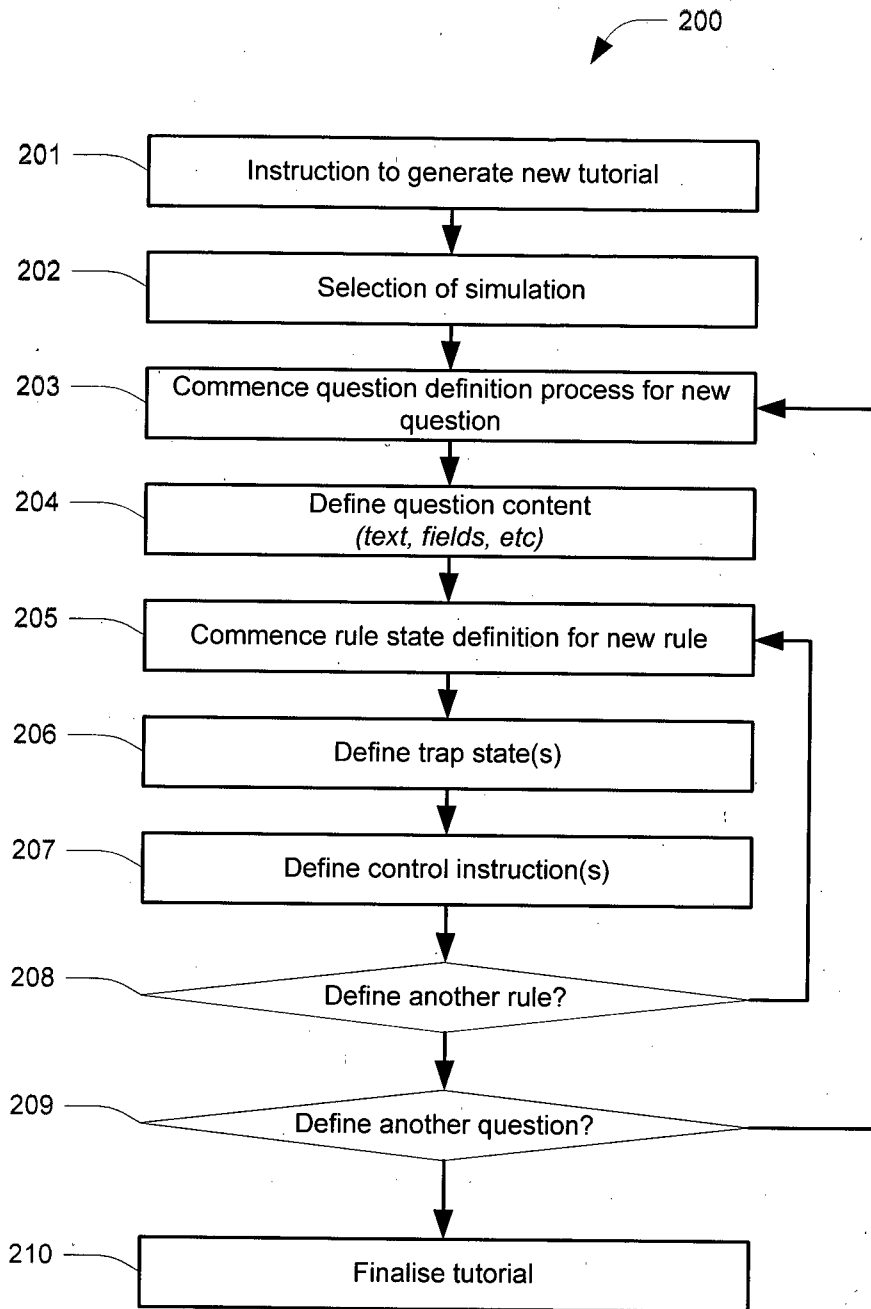 200
201
Instruction to generate new tutorial
202
Selection of simulation
203
Commence question definition process for new
question
204
Define question content
(text, fields, etc)
205
Commence rule state definition for new rule
206
Define trap state(s)
207
Define control instruction(s)
208
Define another rule?
209
Define another question?
210
Finalise tutorial